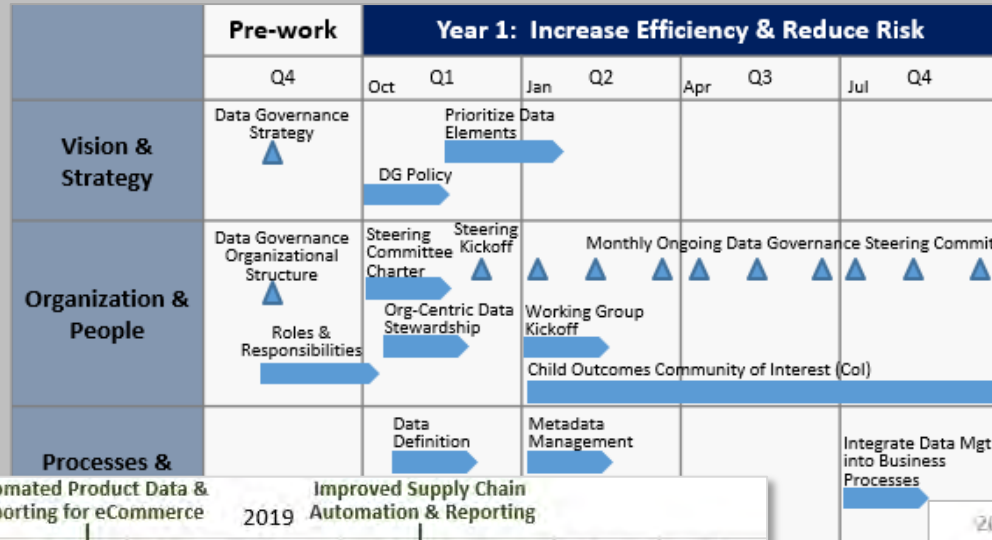 Pre-work
Year 1: Increase Efficiency & Reduce Risk
Q4
Oct
Q1
Jan
Q2
Apr
Q3
Jul
Q4
Vision &
Strategy
Data Governance
Strategy
Prioritize Data
Elements
DG Policy
Organization &
People
Data Governance
Organizational
Structure
Roles &
Responsibilities
Steering
Committee
Charter
Steering
Kickoff
Org-Centric Data
Stewardship
Monthly Ongoing Data Governance Steering Commit
Working Group
Kickoff
Child Outcomes Community of Interest (CoI)
Processes &
Data
Definition
Metadata
Management
Integrate Data Mgt
into Business
Processes
omated Product Data &
orting for eCommerce
2019
Improved Supply Chain
Automation & Reporting